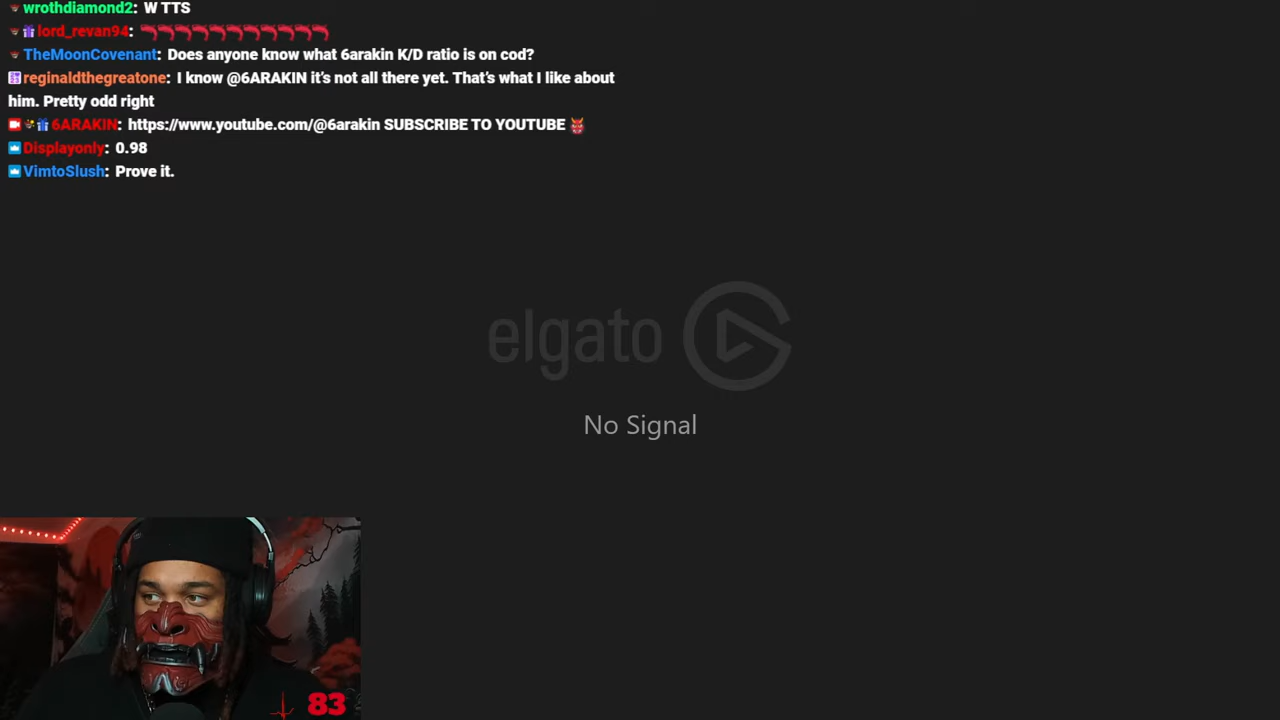 wrothdiamond2: W TTS
lord_revan94:
TheMoonCovenant: Does anyone know what 6arakin K/D ratio is on cod?
reginaldthegreatone: I know @6ARAKIN it's not all there yet. That's what I like about
him. Pretty odd right
6ARAKIN: https://www.youtube.com/@6arakin SUBSCRIBE TO YOUTUBE
Displayonly: 0.98
VimtoSlush: Prove it.
elgato
No Signal
83